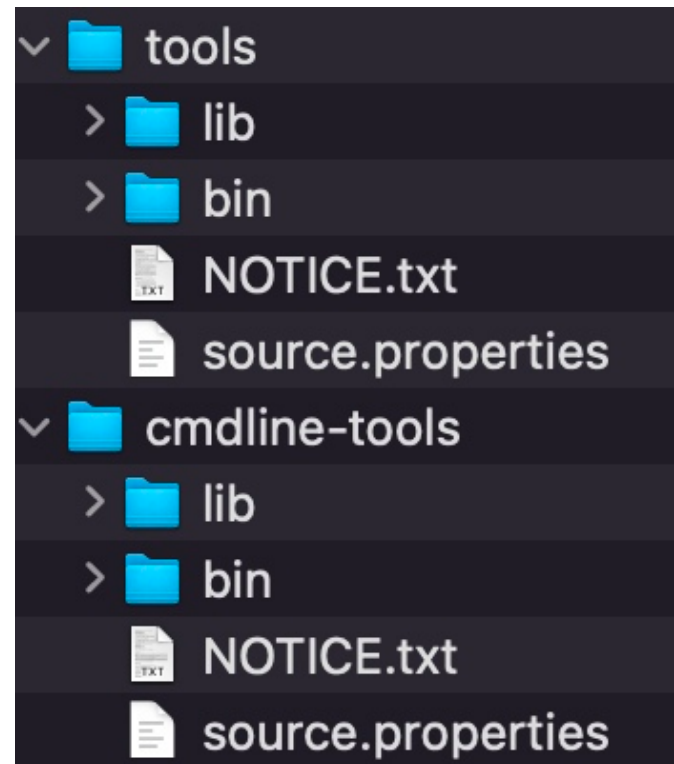 tools
lib
bin
NOTICE.txt
source.properties
cmdline-tools
lib
bin
NOTICE.txt
source.properties